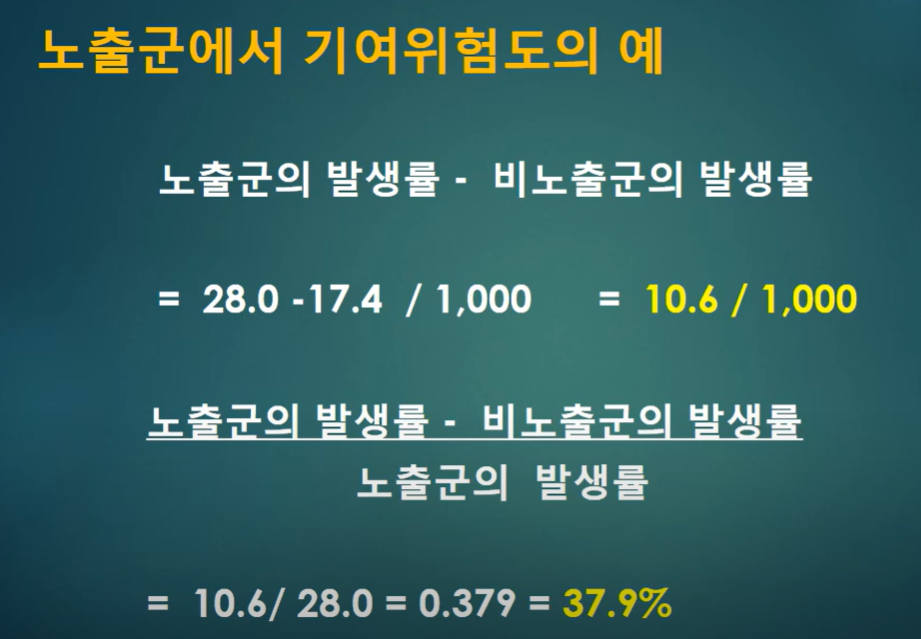 노출군에서 기여위험도의 예
노출군의 발생률 - 비노출군의 발생률
= 28.0 -17.4 / 1,000 = 10.6 / 1,000
노출군의 발생률 - 비노출군의 발생률
노출군의 발생률
= 10.6/ 28.0 = 0.379 = 37.9%